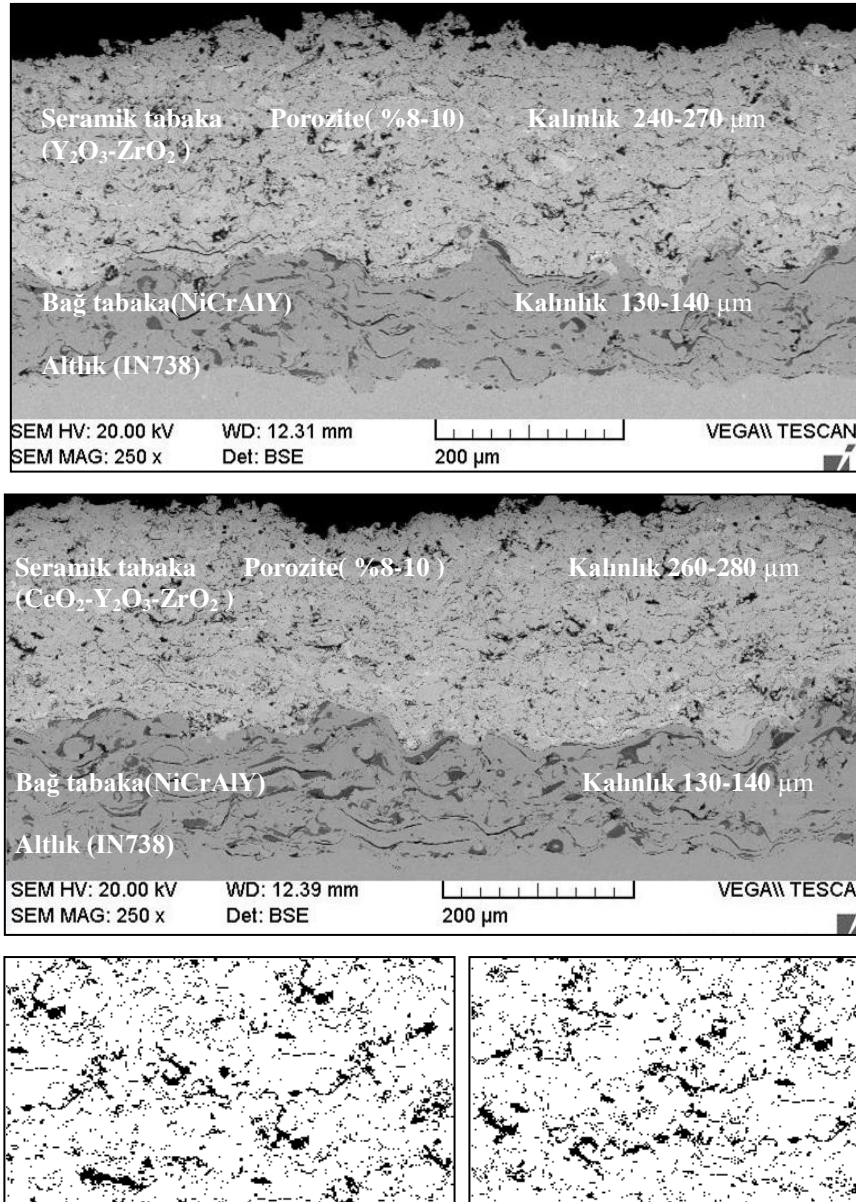 Seramik tabaka Porozite( %8-10) Kalınlık 240-270 µm
(Y₂O₃-ZrO₂ )
Bağ tabaka(NiCrAlY) Kalınlık 130-140 µm
Altlık (IN738)
SEM HV: 20.00 kV WD: 12.31 mm VEGA\\ TESCAN
SEM MAG: 250 x Det: BSE 200 µm
Seramik tabaka Porozite( %8-10 ) Kalınlık 260-280 µm
(CeO₂-Y₂O₃-ZrO₂ )
Bağ tabaka(NiCrAlY) Kalınlık 130-140 µm
Altlık (IN738)
SEM HV: 20.00 kV WD: 12.39 mm VEGA\\ TESCA
SEM MAG: 250 x Det: BSE 200 µm